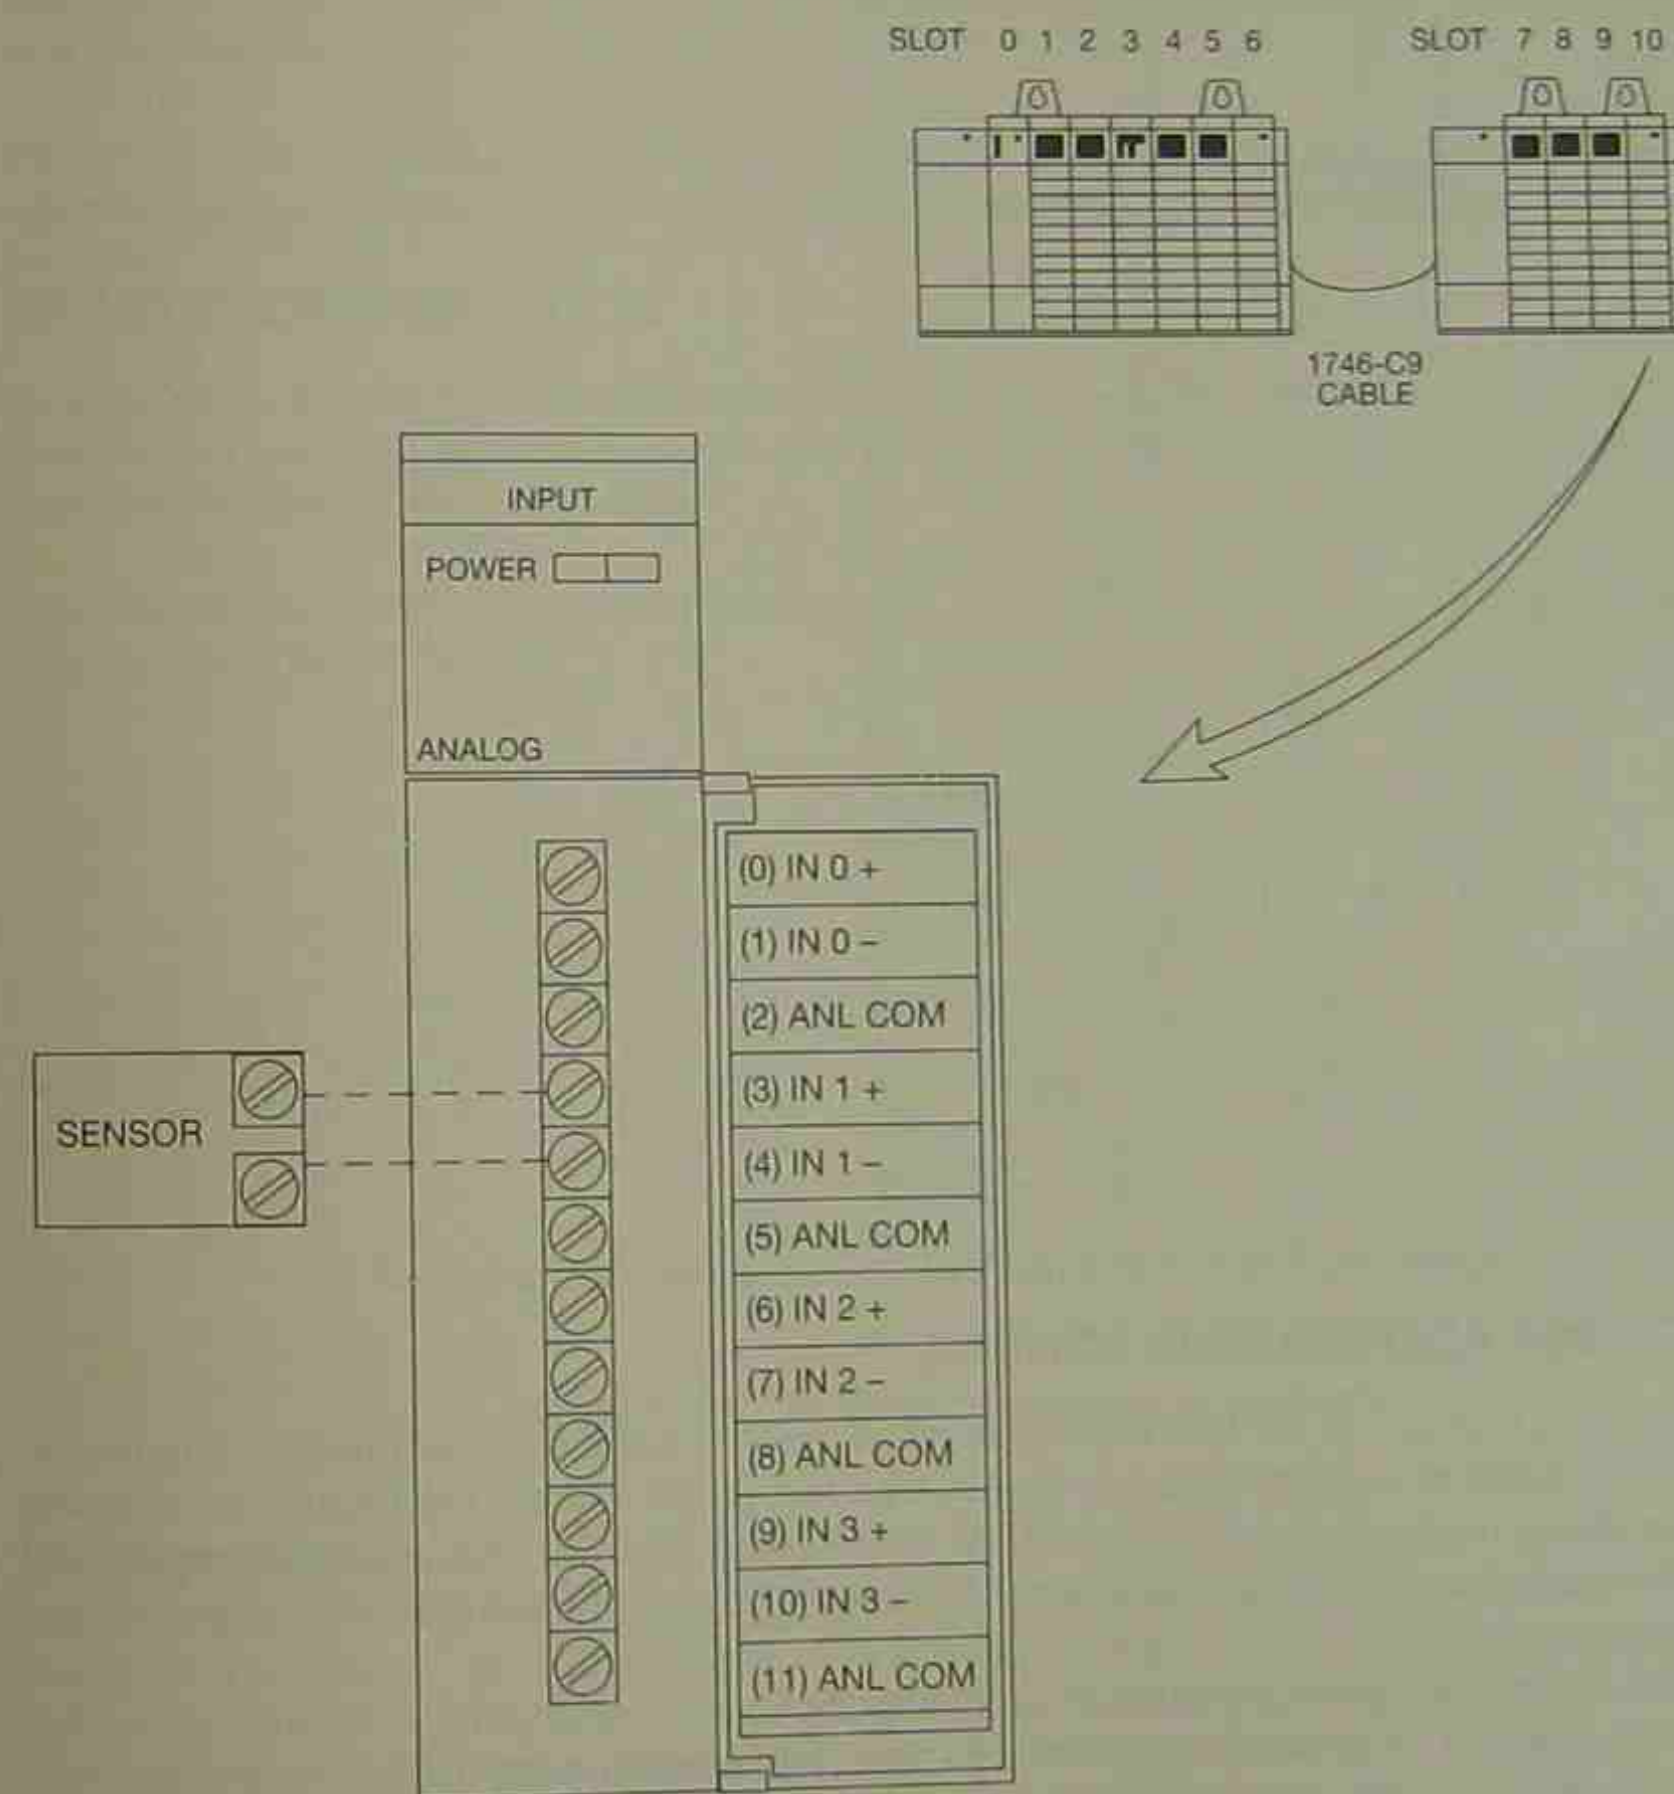 SLOT 0 1 2 3 4 5 6
SLOT 7 8 9 10
1746-C9
CABLE
INPUT
POWER
ANALOG
SENSOR
(0) IN 0 +
(1) IN 0 –
(2) ANL COM
(3) IN 1 +
(4) IN 1 –
(5) ANL COM
(6) IN 2 +
(7) IN 2 –
(8) ANL COM
(9) IN 3 +
(10) IN 3 –
(11) ANL COM